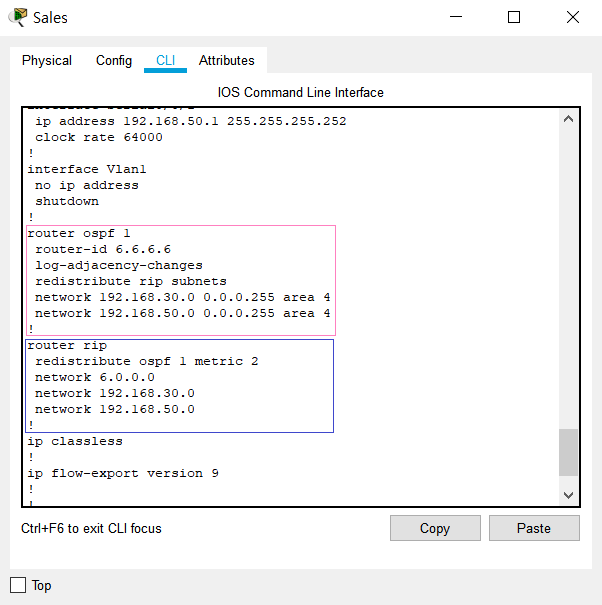 Sales
Physical Config CLI Attributes
IOS Command Line Interface
ip address 192.168.50.1 255.255.255.252
clock rate 64000
!
interface Vlan1
no ip address
shutdown
!
router ospf 1
router-id 6.6.6.6
log-adjacency-changes
redistribute rip subnets
network 192.168.30.0 0.0.0.255 area 4
network 192.168.50.0 0.0.0.255 area 4
!
router rip
redistribute ospf 1 metric 2
network 6.0.0.0
network 192.168.30.0
network 192.168.50.0
!
ip classless
!
ip flow-export version 9
!
!
Ctrl+F6 to exit CLI focus
Copy Paste
Top